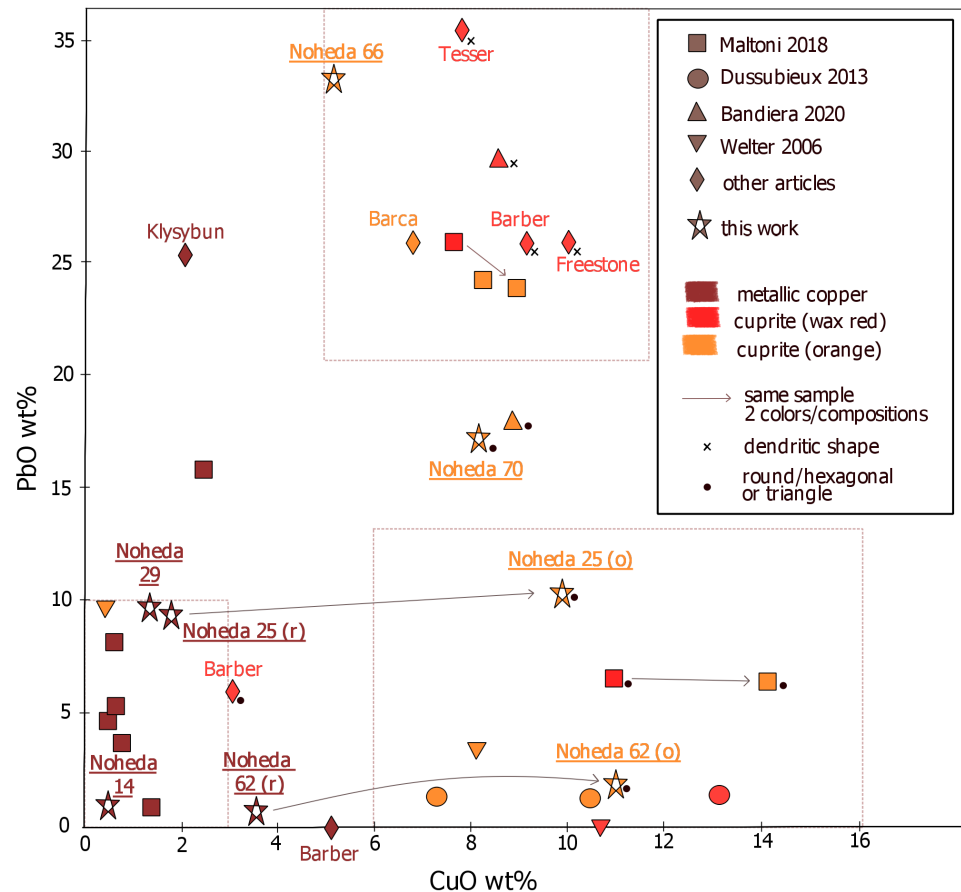 35
30
25
20
15
10
5
0
PbO wt%
0
2
4
6
8
10
12
14
16
CuO wt%
Noheda 66
Tesser
Klysybun
Barca
Barber
Freestone
Noheda 70
Noheda
29
Noheda 25 (r)
Noheda 25 (o)
Barber
Noheda
14
Noheda
62 (r)
Noheda 62 (o)
Barber
Maltoni 2018
Dussubieux 2013
Bandiera 2020
Welter 2006
other articles
this work
metallic copper
cuprite (wax red)
cuprite (orange)
same sample
2 colors/compositions
dendritic shape
round/hexagonal
or triangle